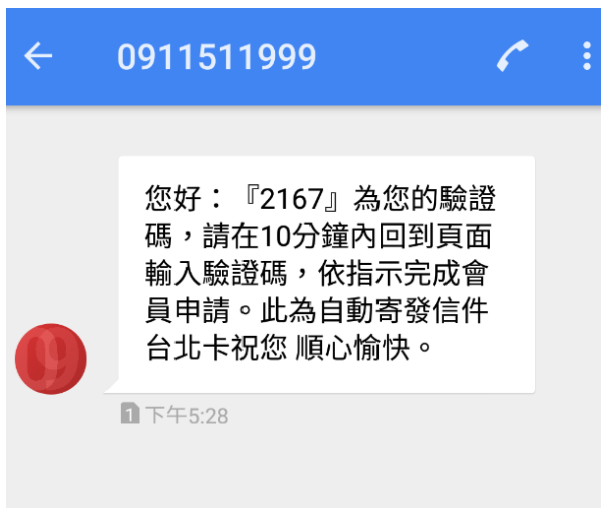 0911511999
您好：『2167』為您的驗證
碼，請在10分鐘內回到頁面
輸入驗證碼，依指示完成會
員申請。此為自動寄發信件
台北卡祝您 順心愉快。
09
1 下午5:28